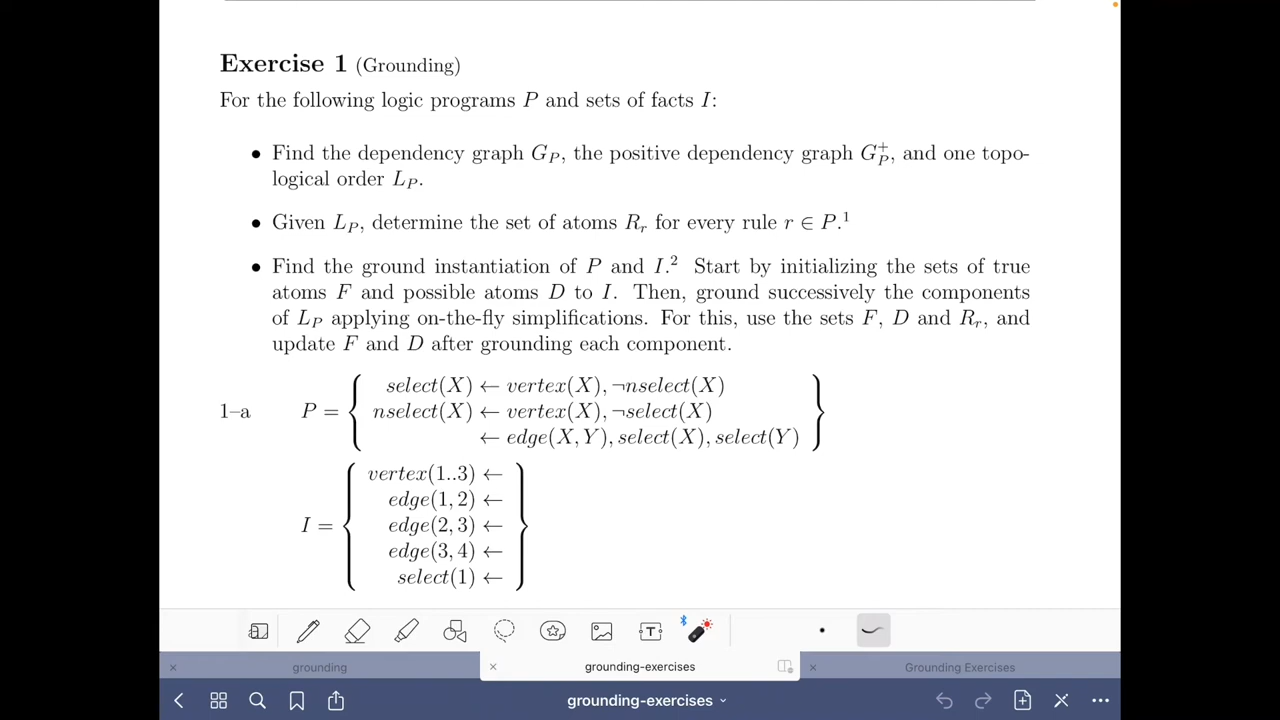 Exercise 1 (Grounding)
For the following logic programs P and sets of facts I:
• Find the dependency graph G_P, the positive dependency graph G_P^+, and one topo-
logical order L_P.
• Given L_P, determine the set of atoms R_r for every rule r ∈ P.¹
• Find the ground instantiation of P and I.² Start by initializing the sets of true
atoms F and possible atoms D to I. Then, ground successively the components
of L_P applying on-the-fly simplifications. For this, use the sets F, D and R_r, and
update F and D after grounding each component.
select(X) ← vertex(X), ¬nselect(X)
1–a P = { nselect(X) ← vertex(X), ¬select(X) }
← edge(X, Y), select(X), select(Y)
vertex(1..3) ←
edge(1, 2) ←
I = { edge(2, 3) ← }
edge(3, 4) ←
select(1) ←
T
grounding
grounding-exercises
Grounding Exercises
grounding-exercises